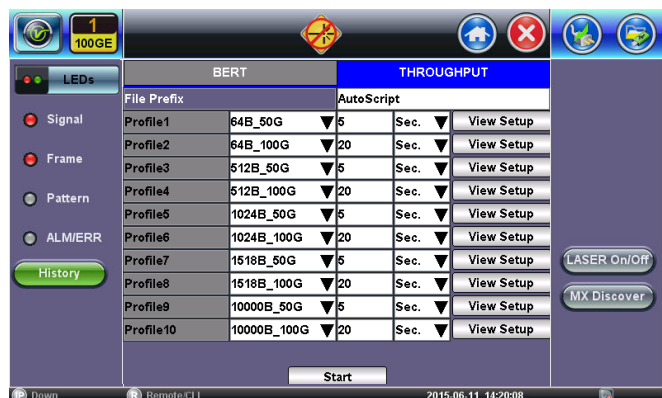 1
100GE
LEDs
BERT
THROUGHPUT
File Prefix AutoScript
Signal
Frame
Pattern
ALM/ERR
History
Profile1 64B_50G 5 Sec. View Setup
Profile2 64B_100G 20 Sec. View Setup
Profile3 512B_50G 5 Sec. View Setup
Profile4 512B_100G 20 Sec. View Setup
Profile5 1024B_50G 5 Sec. View Setup
Profile6 1024B_100G 20 Sec. View Setup
Profile7 1518B_50G 5 Sec. View Setup
Profile8 1518B_100G 20 Sec. View Setup
Profile9 10000B_50G 5 Sec. View Setup
Profile10 10000B_100G 20 Sec. View Setup
LASER On/Off
MX Discover
Start
IP Down
R Remote/CLI
2015-06-11 14:20:08